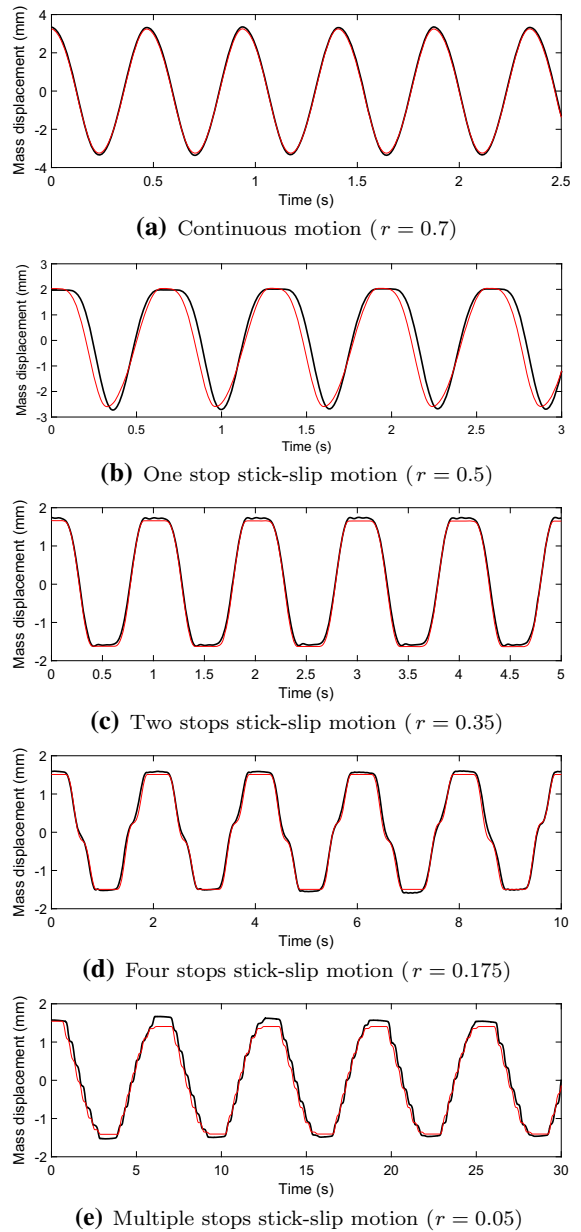 4
2
0
-2
-4
Mass displacement (mm)
0 0.5 1 1.5 2 2.5
Time (s)
(a) Continuous motion (r = 0.7)
3
2
1
0
-1
-2
-3
Mass displacement (mm)
0 0.5 1 1.5 2 2.5 3
Time (s)
(b) One stop stick-slip motion (r = 0.5)
2
1
0
-1
-2
Mass displacement (mm)
0 0.5 1 1.5 2 2.5 3 3.5 4 4.5 5
Time (s)
(c) Two stops stick-slip motion (r = 0.35)
2
1
0
-1
-2
Mass displacement (mm)
0 2 4 6 8 10
Time (s)
(d) Four stops stick-slip motion (r = 0.175)
2
1
0
-1
-2
Mass displacement (mm)
0 5 10 15 20 25 30
Time (s)
(e) Multiple stops stick-slip motion (r = 0.05)